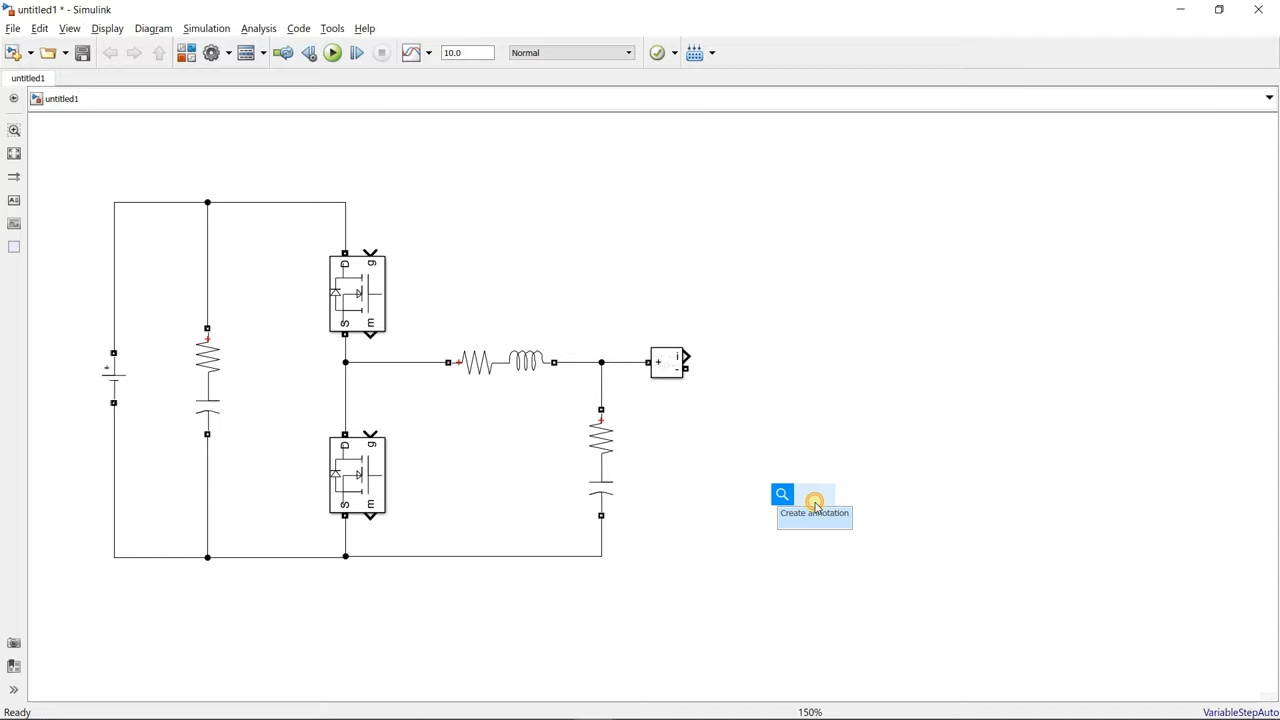 untitled1 * - Simulink
File Edit View Display Diagram Simulation Analysis Code Tools Help
10.0 Normal
untitled1
untitled1
D g
S m
+
+
+ i
-
+
+
D g
S m
Create annotation
Ready 150% VariableStepAuto